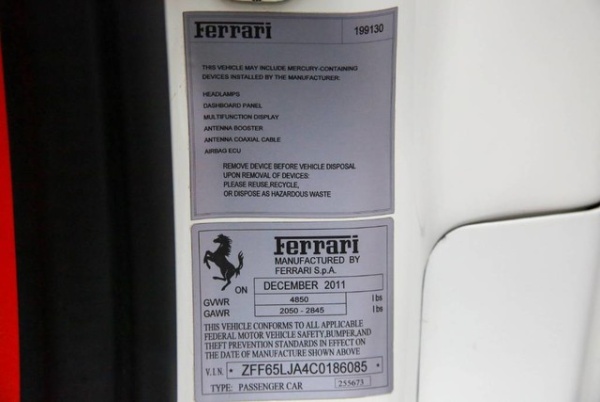 Ferrari 199130
THIS VEHICLE MAY INCLUDE MERCURY-CONTAINING
DEVICES INSTALLED BY THE MANUFACTURER:
HEADLAMPS
DASHBOARD PANEL
MULTIFUNCTION DISPLAY
ANTENNA BOOSTER
ANTENNA COAXIAL CABLE
AIRBAG ECU
REMOVE DEVICE BEFORE VEHICLE DISPOSAL
UPON REMOVAL OF DEVICES:
PLEASE REUSE,RECYCLE,
OR DISPOSE AS HAZARDOUS WASTE
Ferrari
MANUFACTURED BY
FERRARI S.p.A.
ON DECEMBER 2011
GVWR 4850 lbs
GAWR 2050 - 2845 lbs
THIS VEHICLE CONFORMS TO ALL APPLICABLE
FEDERAL MOTOR VEHICLE SAFETY,BUMPER,AND
THEFT PREVENTION STANDARDS IN EFFECT ON
THE DATE OF MANUFACTURE SHOWN ABOVE
V.I.N. • ZFF65LJA4C0186085 •
TYPE: PASSENGER CAR 255673